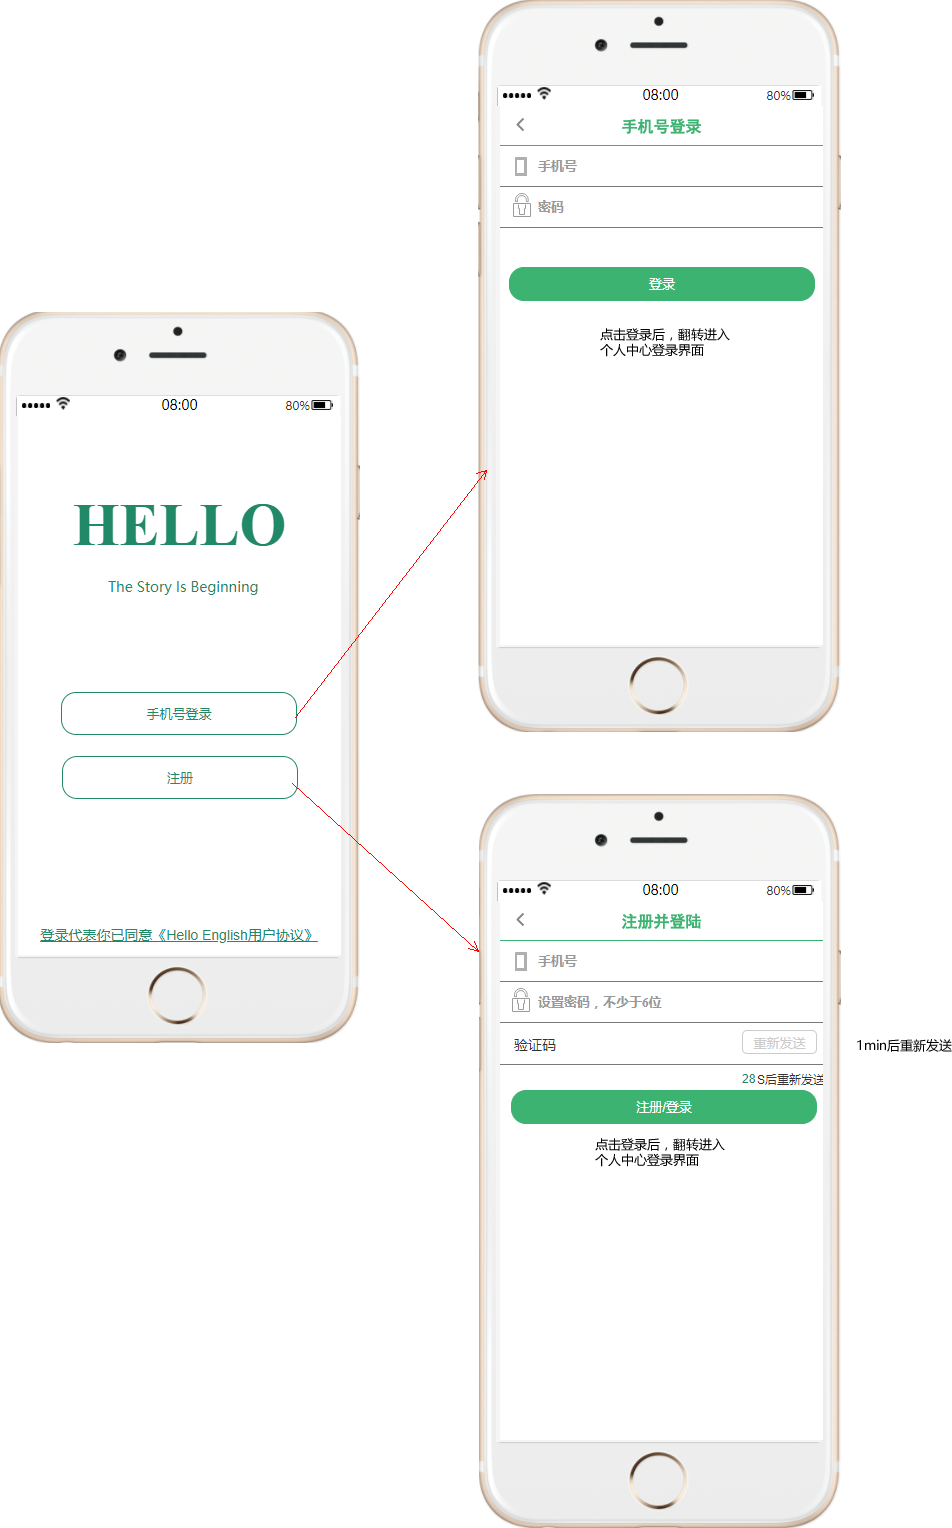 08:00
80%
HELLO
The Story Is Beginning
手机号登录
注册
登录代表你已同意《Hello English用户协议》
08:00
80%
手机号登录
手机号
密码
登录
点击登录后，翻转进入
个人中心登录界面
08:00
80%
注册并登陆
手机号
设置密码，不少于6位
验证码
重新发送
1min后重新发送
28S后重新发送
注册/登录
点击登录后，翻转进入
个人中心登录界面